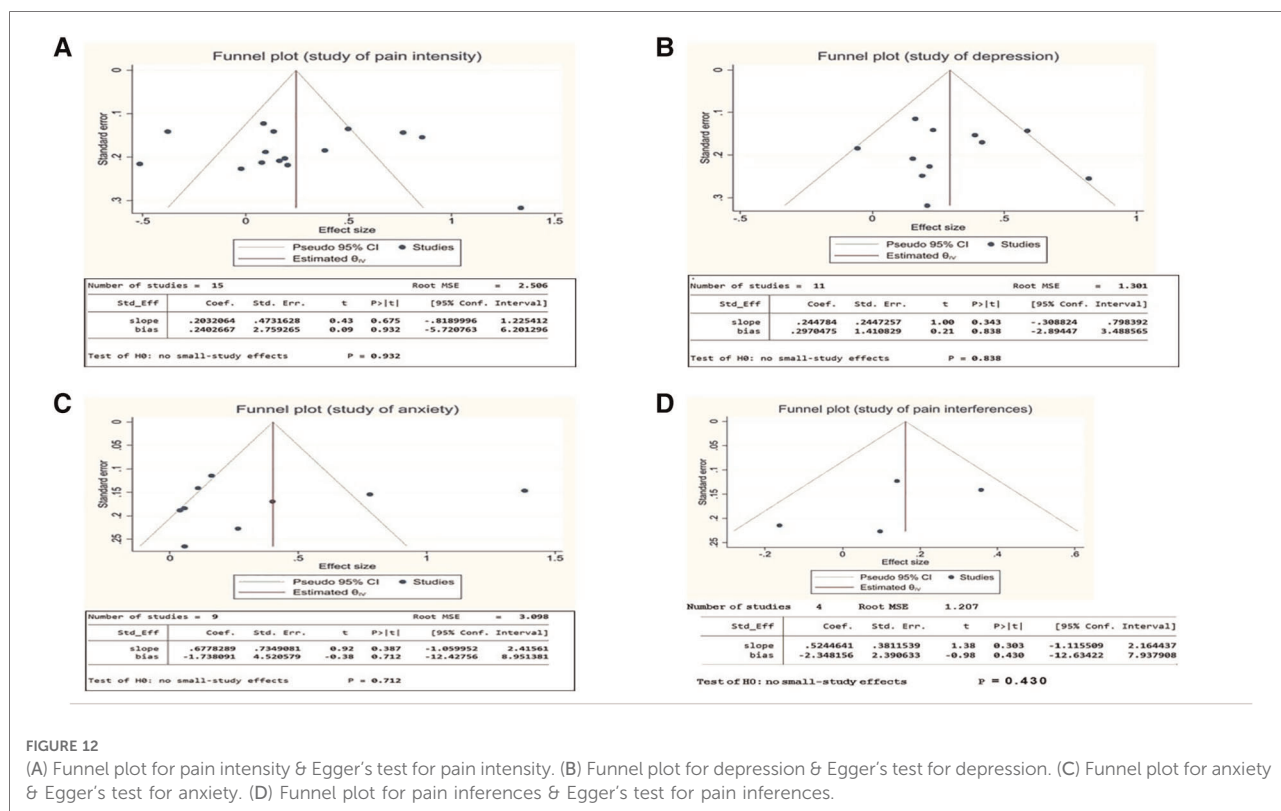 A
Funnel plot (study of pain intensity)
Standard error
0
.1
.2
.3
-.5 0 .5 1 1.5
Effect size
Pseudo 95% CI Studies
Estimated θIV
Number of studies = 15 Root MSE = 2.506
Std_Eff Coef. Std. Err. t P>|t| [95% Conf. Interval]
slope .2032064 .4731628 0.43 0.675 -.8189996 1.225412
bias .2402667 2.759265 0.09 0.932 -5.720763 6.201296
Test of H0: no small-study effects P = 0.932
B
Funnel plot (study of depression)
Standard error
0
.1
.2
.3
-.5 0 .5 1
Effect size
Pseudo 95% CI Studies
Estimated θIV
Number of studies = 11 Root MSE = 1.301
Std_Eff Coef. Std. Err. t P>|t| [95% Conf. Interval]
slope .244784 .2447257 1.00 0.343 -.308824 .798392
bias .2970475 1.410829 0.21 0.838 -2.89447 3.488565
Test of H0: no small-study effects P = 0.838
C
Funnel plot (study of anxiety)
Standard error
0
.05
.1
.15
.2
.25
0 .5 1 1.5
Effect size
Pseudo 95% CI Studies
Estimated θIV
Number of studies = 9 Root MSE = 3.098
Std_Eff Coef. Std. Err. t P>|t| [95% Conf. Interval]
slope .6778289 .7349081 0.92 0.387 -1.059952 2.41561
bias -1.738091 4.520579 -0.38 0.712 -12.42756 8.951381
Test of H0: no small-study effects P = 0.712
D
Funnel plot (study of pain interferences)
Standard error
0
.05
.1
.15
.2
.25
-.2 0 .2 .4 .6
Effect size
Pseudo 95% CI Studies
Estimated θIV
Number of studies 4 Root MSE 1.207
Std_Eff Coef. Std. Err. t P>|t| [95% Conf. Interval]
slope .5244641 .3811539 1.38 0.303 -1.115509 2.164437
bias -2.348156 2.390633 -0.98 0.430 -12.63422 7.937908
Test of H0: no small-study effects P = 0.430
FIGURE 12
(A) Funnel plot for pain intensity & Egger's test for pain intensity. (B) Funnel plot for depression & Egger's test for depression. (C) Funnel plot for anxiety
& Egger's test for anxiety. (D) Funnel plot for pain inferences & Egger's test for pain inferences.